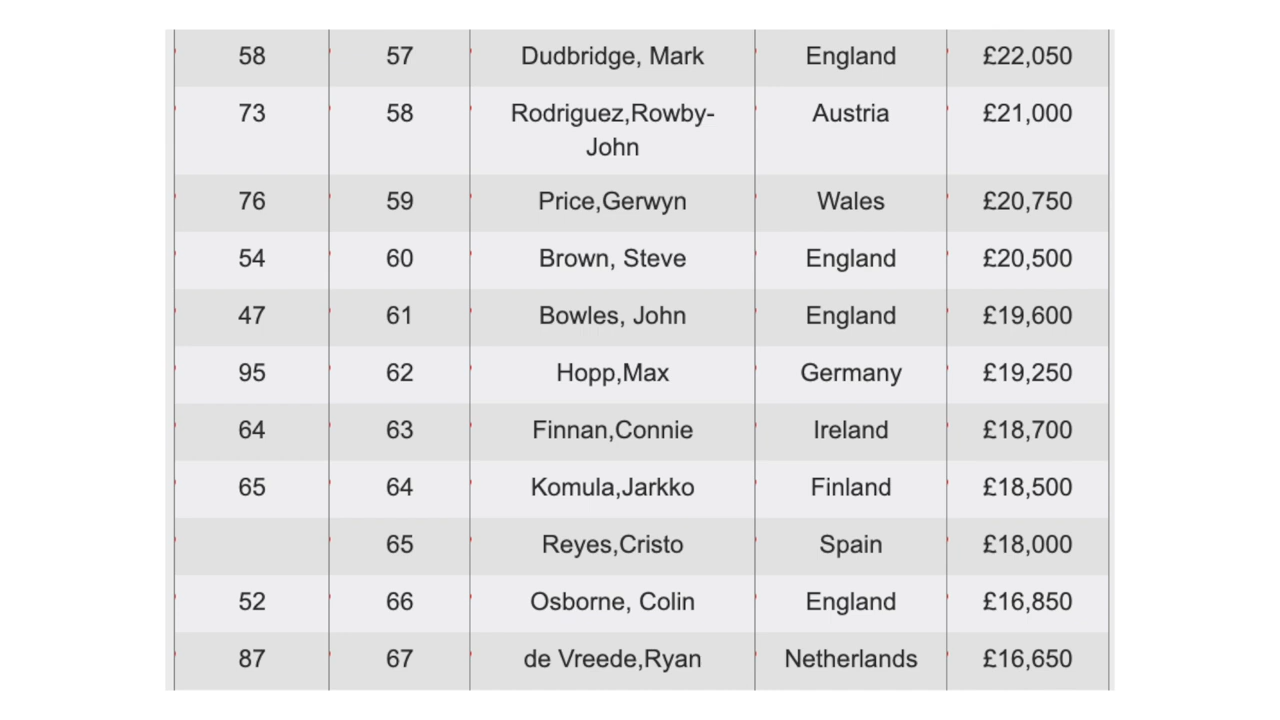 58 57 Dudbridge, Mark England £22,050
73 58 Rodriguez,Rowby- Austria £21,000
John
76 59 Price,Gerwyn Wales £20,750
54 60 Brown, Steve England £20,500
47 61 Bowles, John England £19,600
95 62 Hopp,Max Germany £19,250
64 63 Finnan,Connie Ireland £18,700
65 64 Komula,Jarkko Finland £18,500
65 Reyes,Cristo Spain £18,000
52 66 Osborne, Colin England £16,850
87 67 de Vreede,Ryan Netherlands £16,650